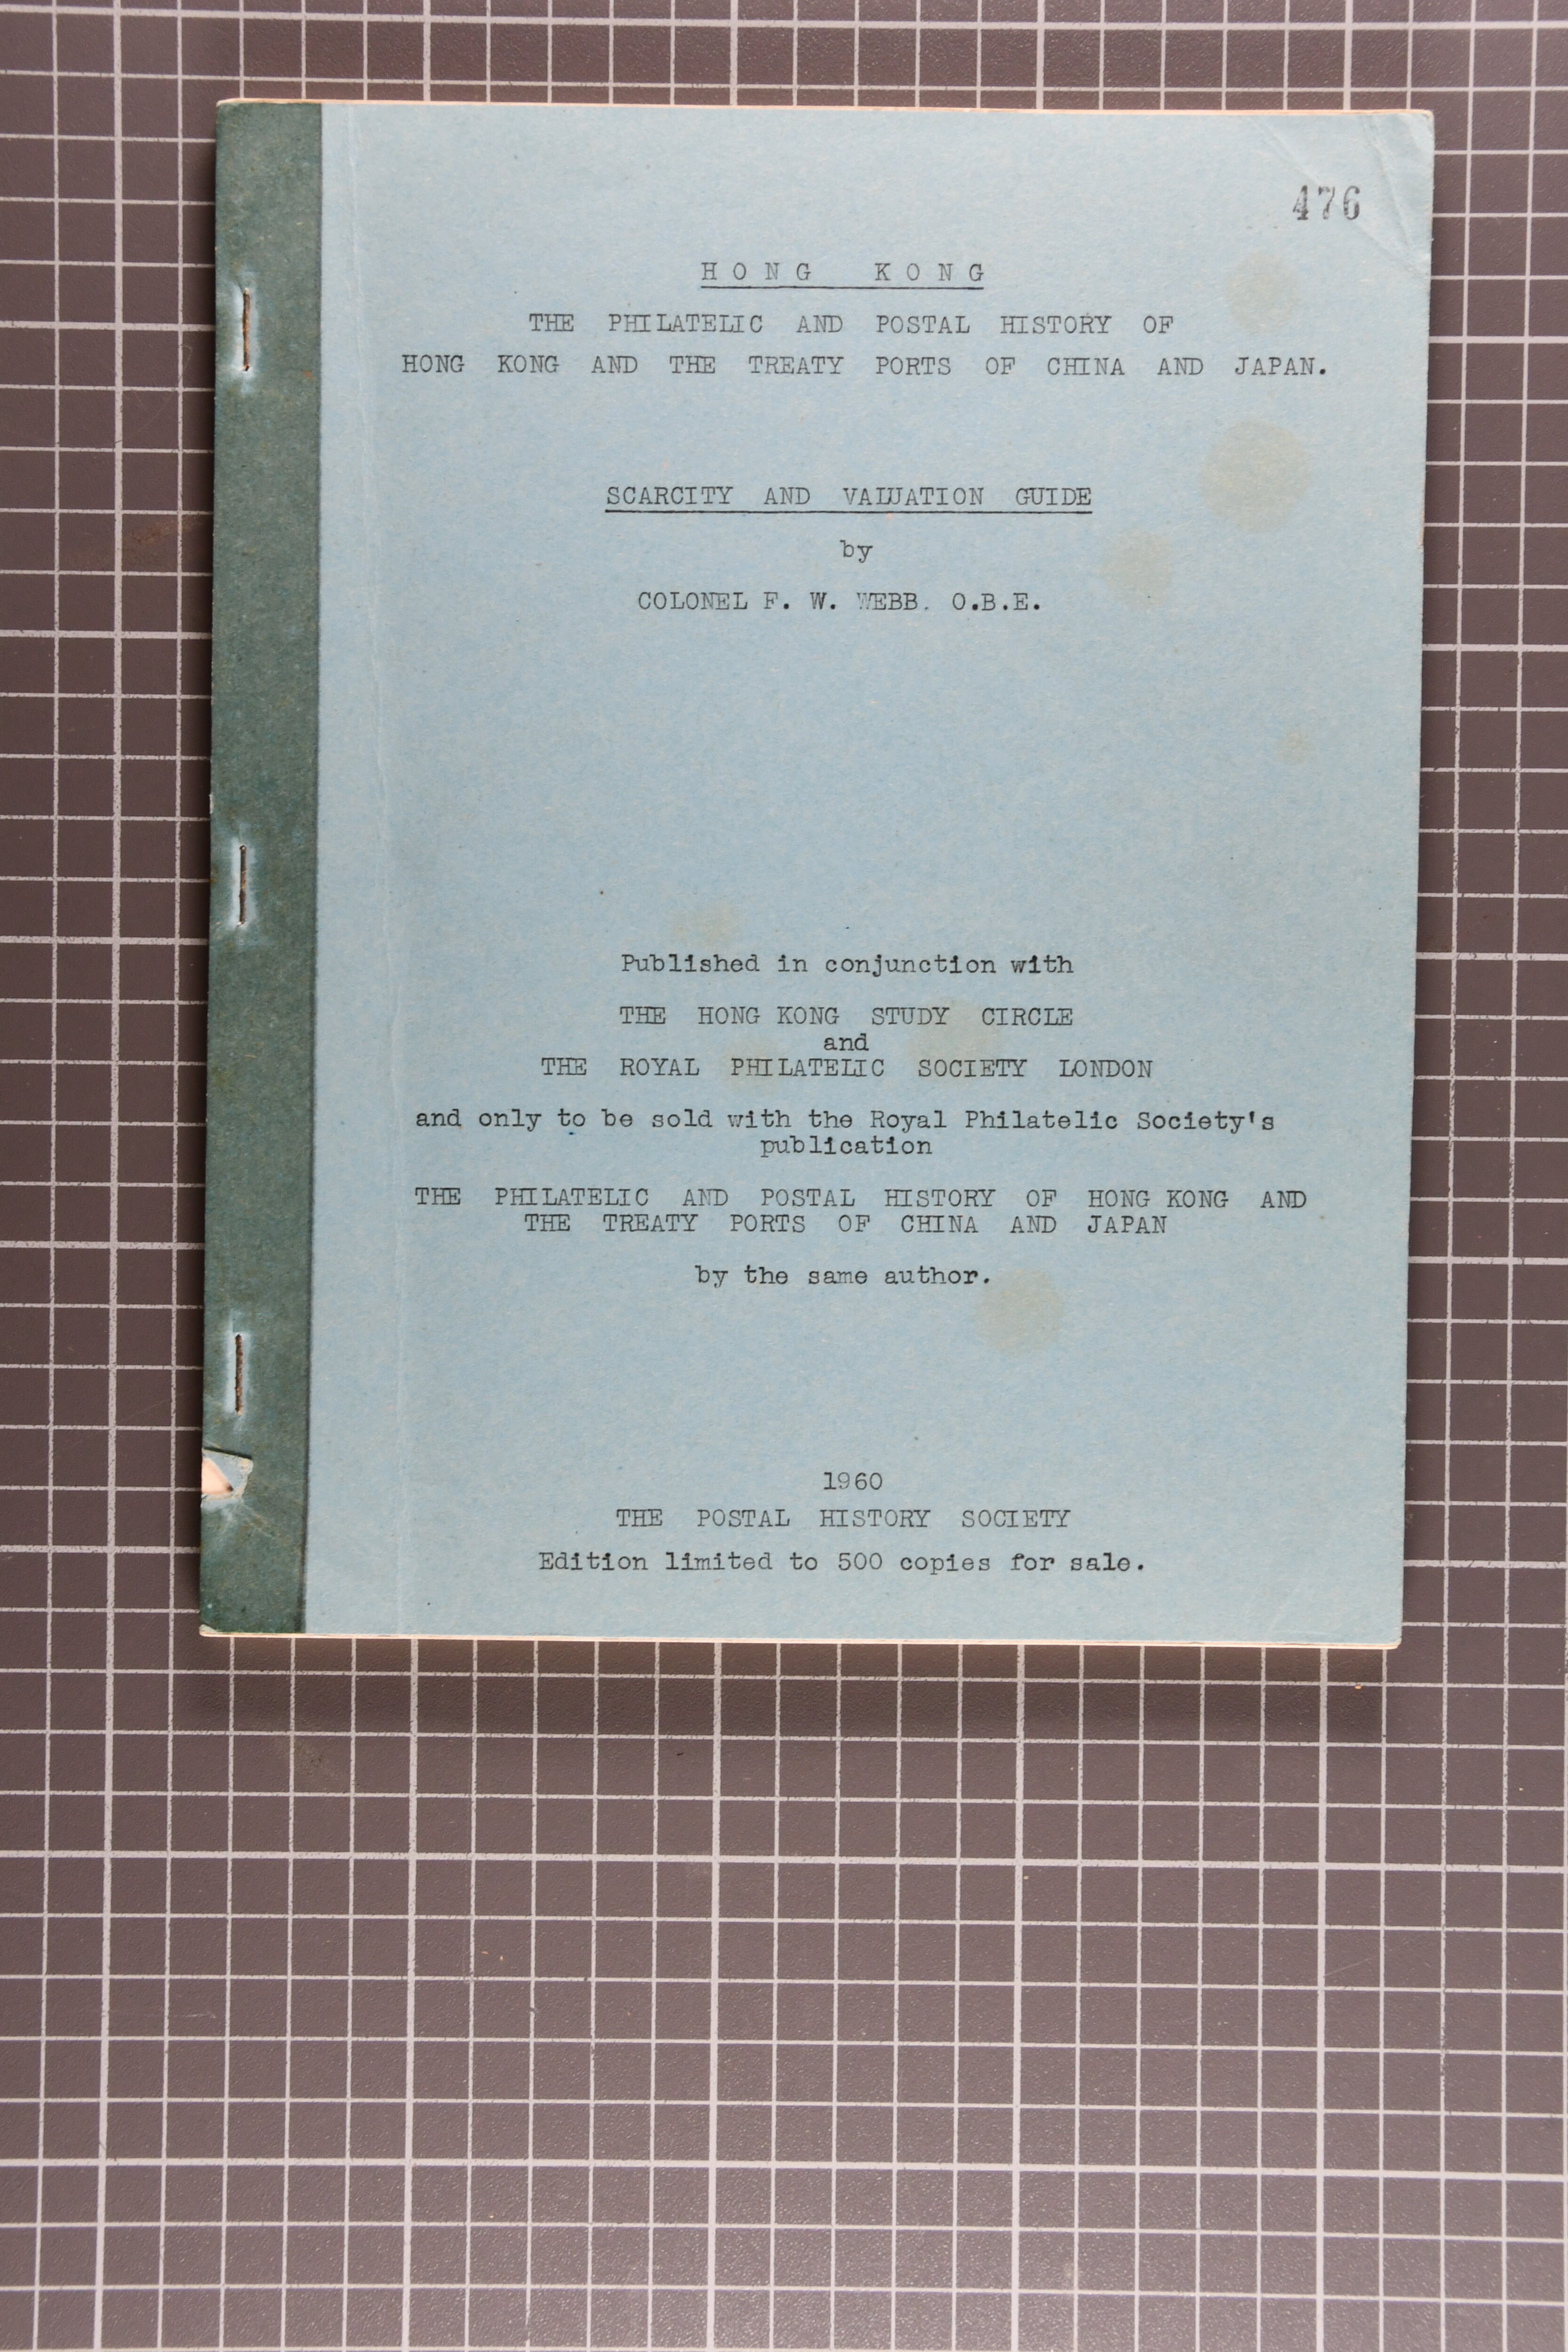 476
HONG KONG
THE PHILATELIC AND POSTAL HISTORY OF
HONG KONG AND THE TREATY PORTS OF CHINA AND JAPAN.
SCARCITY AND VALUATION GUIDE
by
COLONEL F. W. WEBB. O.B.E.
Published in conjunction with
THE HONG KONG STUDY CIRCLE
and
THE ROYAL PHILATELIC SOCIETY LONDON
and only to be sold with the Royal Philatelic Society's
publication
THE PHILATELIC AND POSTAL HISTORY OF HONG KONG AND
THE TREATY PORTS OF CHINA AND JAPAN
by the same author.
1960
THE POSTAL HISTORY SOCIETY
Edition limited to 500 copies for sale.